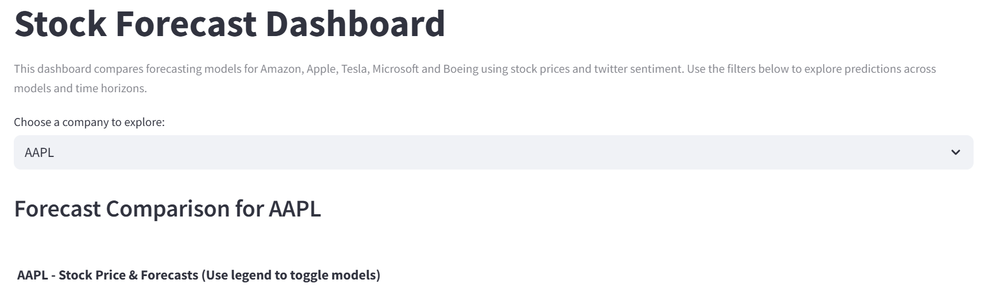 Stock Forecast Dashboard
This dashboard compares forecasting models for Amazon, Apple, Tesla, Microsoft and Boeing using stock prices and twitter sentiment. Use the filters below to explore predictions across
models and time horizons.
Choose a company to explore:
AAPL
Forecast Comparison for AAPL
AAPL - Stock Price & Forecasts (Use legend to toggle models)